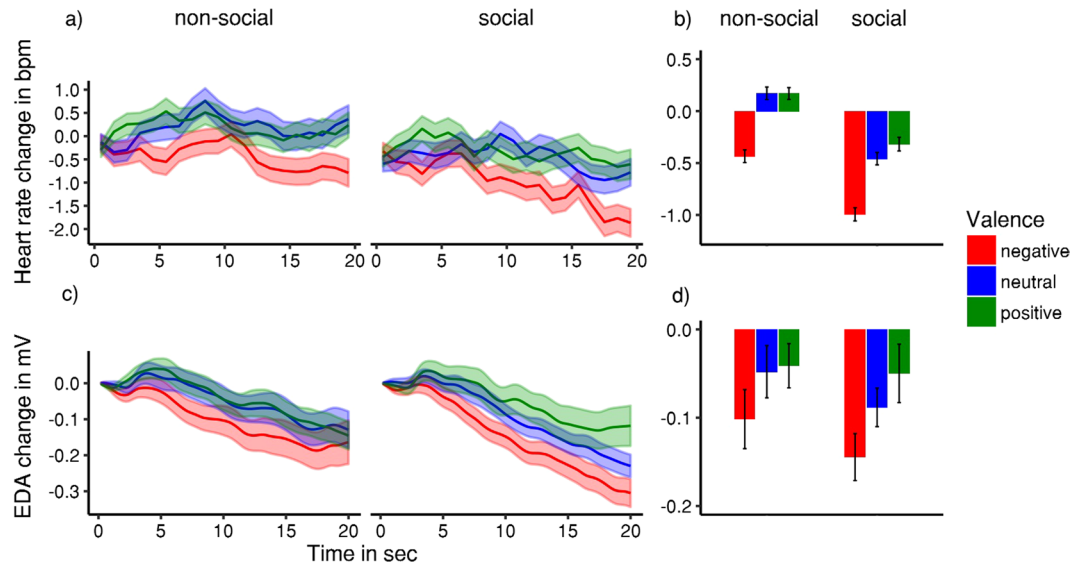 a) non-social social
b) non-social social
Heart rate change in bpm
1.0
0.5
0.0
-0.5
-1.0
-1.5
-2.0
0 5 10 15 20 0 5 10 15 20
0.5
0.0
-0.5
-1.0
Valence
negative
neutral
positive
c)
EDA change in mV
0.0
-0.1
-0.2
-0.3
0 5 10 15 20 0 5 10 15 20
Time in sec
d)
0.0
-0.1
-0.2